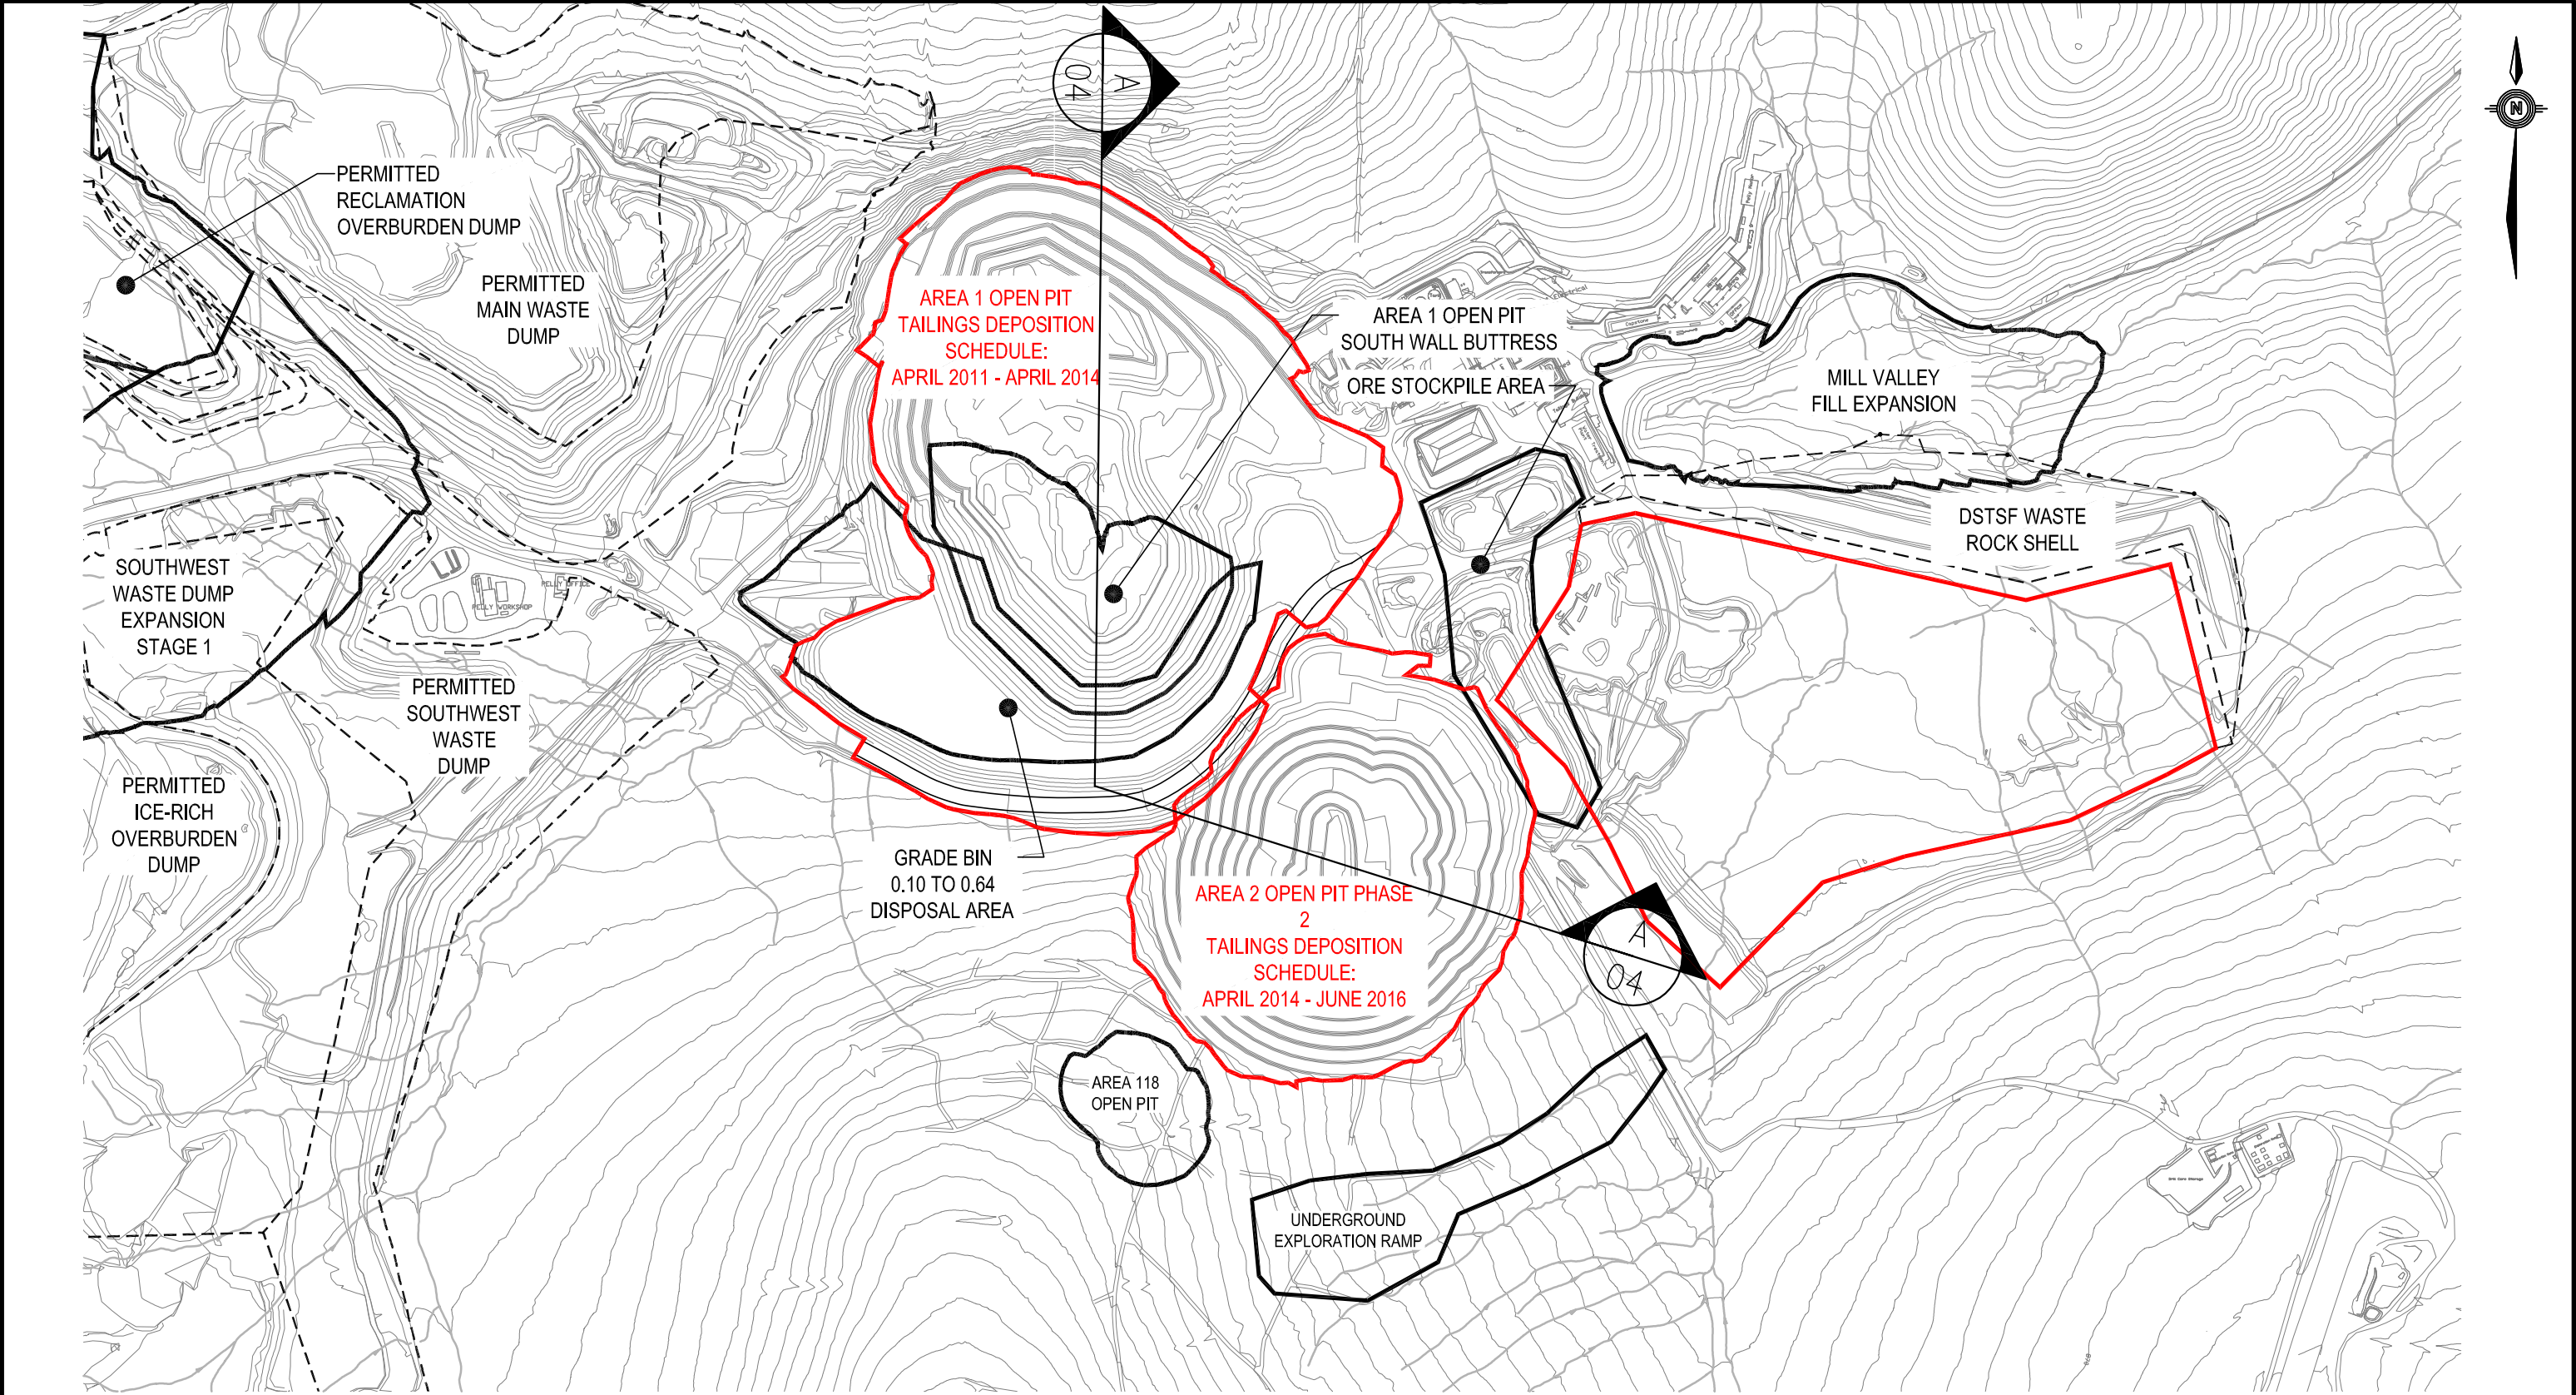 A
04
N
PERMITTED
RECLAMATION
OVERBURDEN DUMP
PERMITTED
MAIN WASTE
DUMP
AREA 1 OPEN PIT
TAILINGS DEPOSITION
SCHEDULE:
APRIL 2011 - APRIL 2014
AREA 1 OPEN PIT
SOUTH WALL BUTTRESS
ORE STOCKPILE AREA
MILL VALLEY
FILL EXPANSION
DSTSF WASTE
ROCK SHELL
SOUTHWEST
WASTE DUMP
EXPANSION
STAGE 1
PELLY OFFICE
PELLY WORKSHOP
PERMITTED
SOUTHWEST
WASTE
DUMP
PERMITTED
ICE-RICH
OVERBURDEN
DUMP
GRADE BIN
0.10 TO 0.64
DISPOSAL AREA
AREA 2 OPEN PIT PHASE
2
TAILINGS DEPOSITION
SCHEDULE:
APRIL 2014 - JUNE 2016
A
04
AREA 118
OPEN PIT
UNDERGROUND
EXPLORATION RAMP